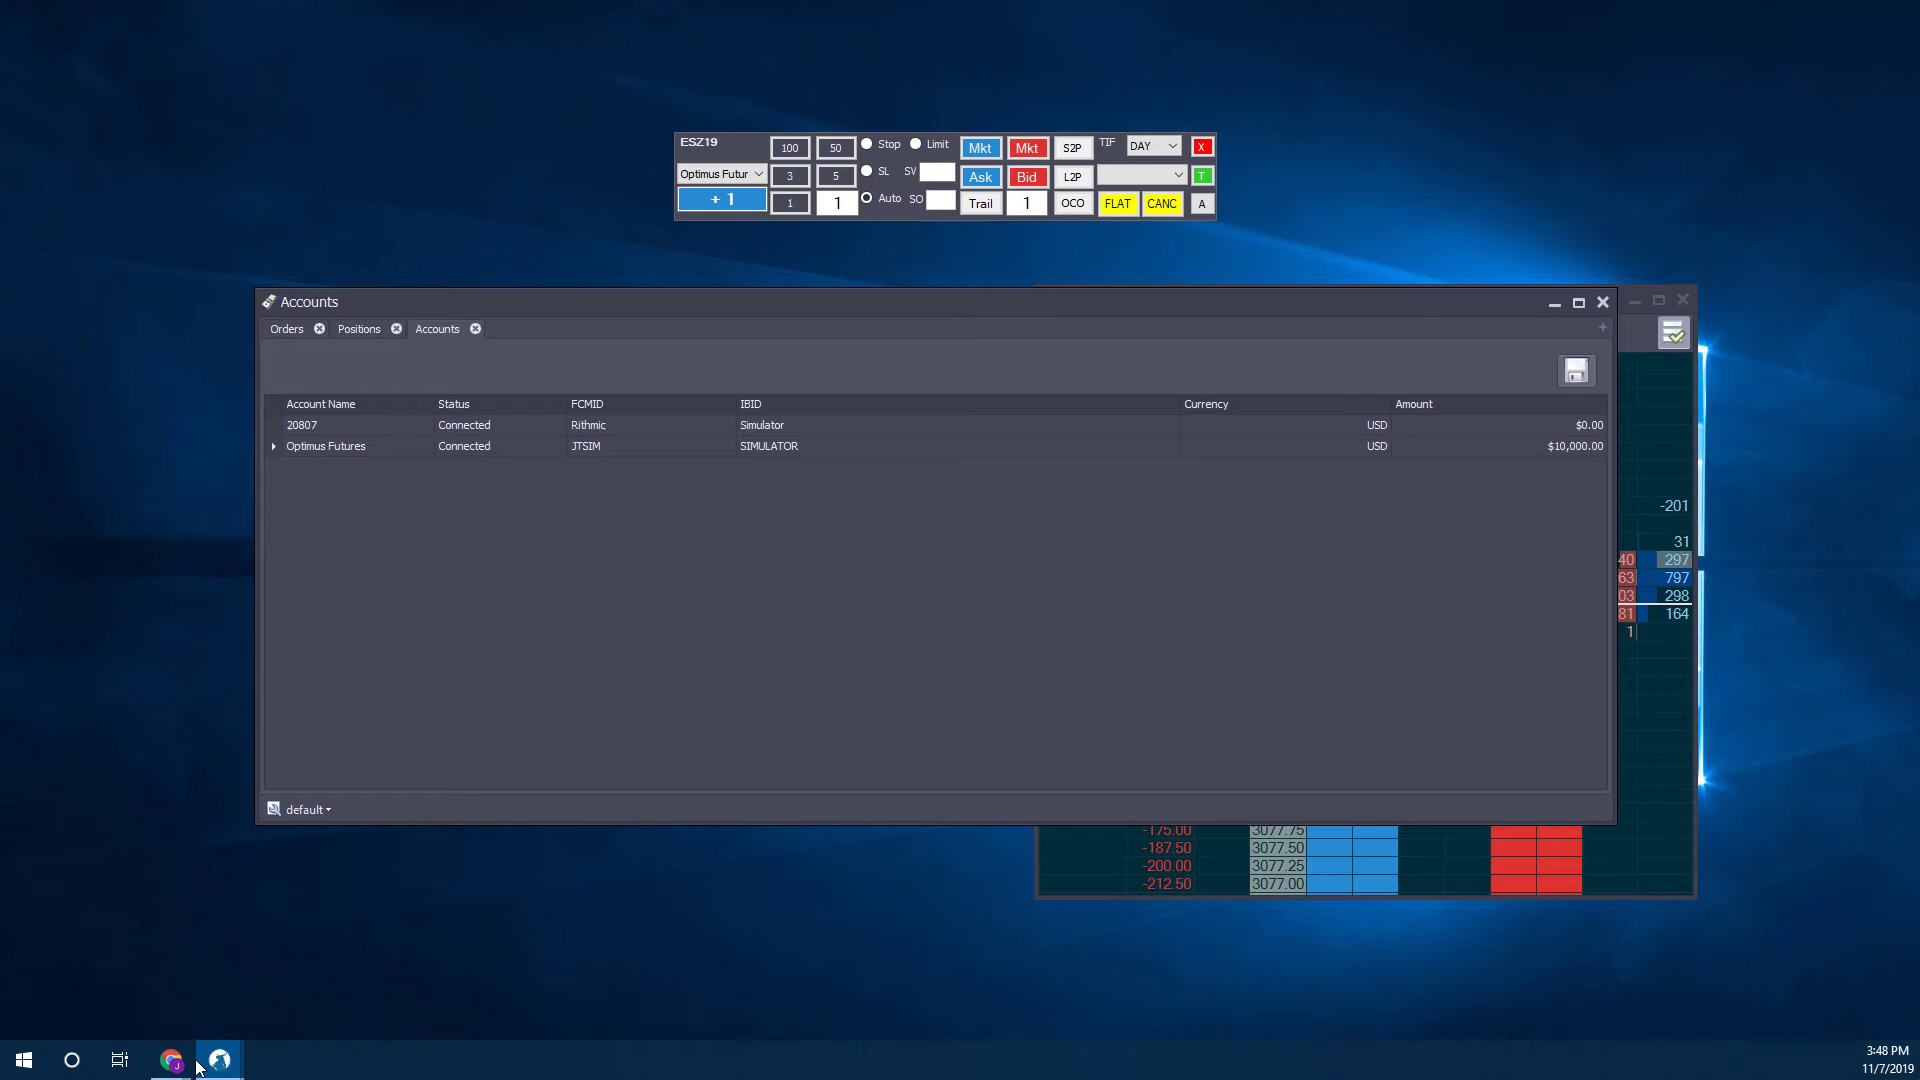 ESZ19
100 50 Stop Limit Mkt Mkt S2P TIF DAY X
Optimus Futur 3 5 SL SV Ask Bid L2P T
+ 1 1 1 Auto SO Trail 1 OCO FLAT CANC A
Accounts
Orders Positions Accounts
Account Name Status FCMID IBID Currency Amount
20807 Connected Rithmic Simulator USD $0.00
Optimus Futures Connected JTSIM SIMULATOR USD $10,000.00
-201
31
40 297
63 797
03 298
81 164
1
default
-175.00 3077.75
-187.50 3077.50
-200.00 3077.25
-212.50 3077.00
J
3:48 PM
11/7/2019